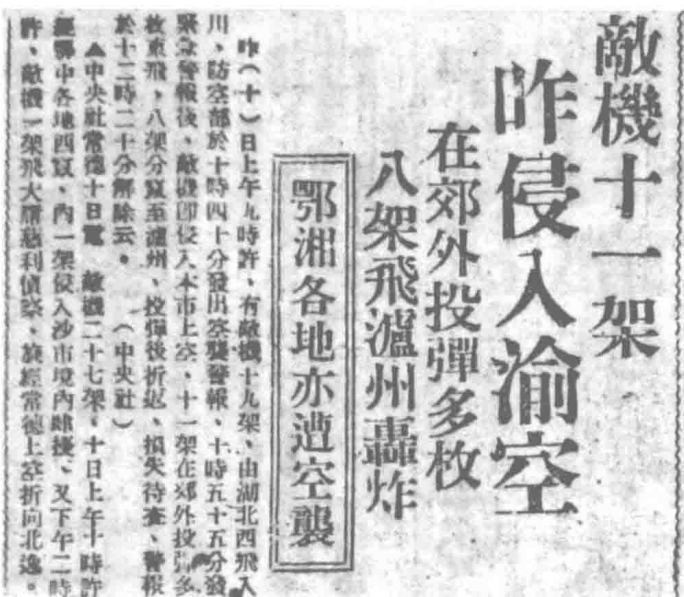 敵機十一架
昨侵入渝空
在郊外投彈多枚
八架飛瀘州轟炸
鄂湘各地亦遭空襲
昨(十)日上午九時許、有敵機十九架、由湖北西飛入
川、防空部於十時四十分發出空襲警報、十時五十五分發
緊急警報後、敵機即侵入本市上空、十一架在郊外投彈多
枚東飛、八架分竄至瀘州、投彈後折返、損失待查、警報
於十二時二十分解除云。 (中央社)
▲中央社常德十日電 敵機二十七架、十日上午十時許
經鄂中各地西竄、內一架侵入沙市境內肆擾、又下午二時
許、敵機一架飛大庸慈利偵察、旋經常德上空折向北逸。